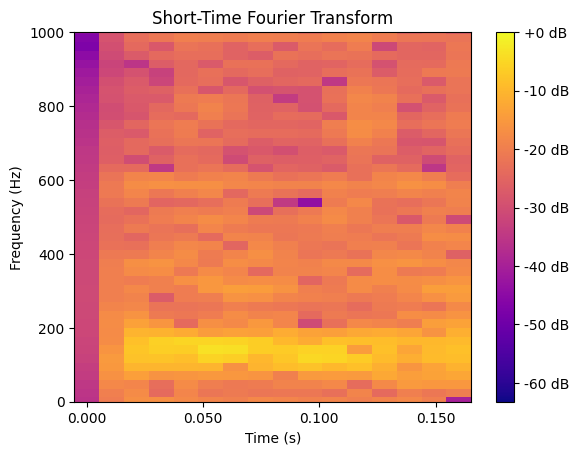 Short-Time Fourier Transform
1000
800
600
400
200
0
Frequency (Hz)
0.000
0.050
0.100
0.150
Time (s)
+0 dB
-10 dB
-20 dB
-30 dB
-40 dB
-50 dB
-60 dB